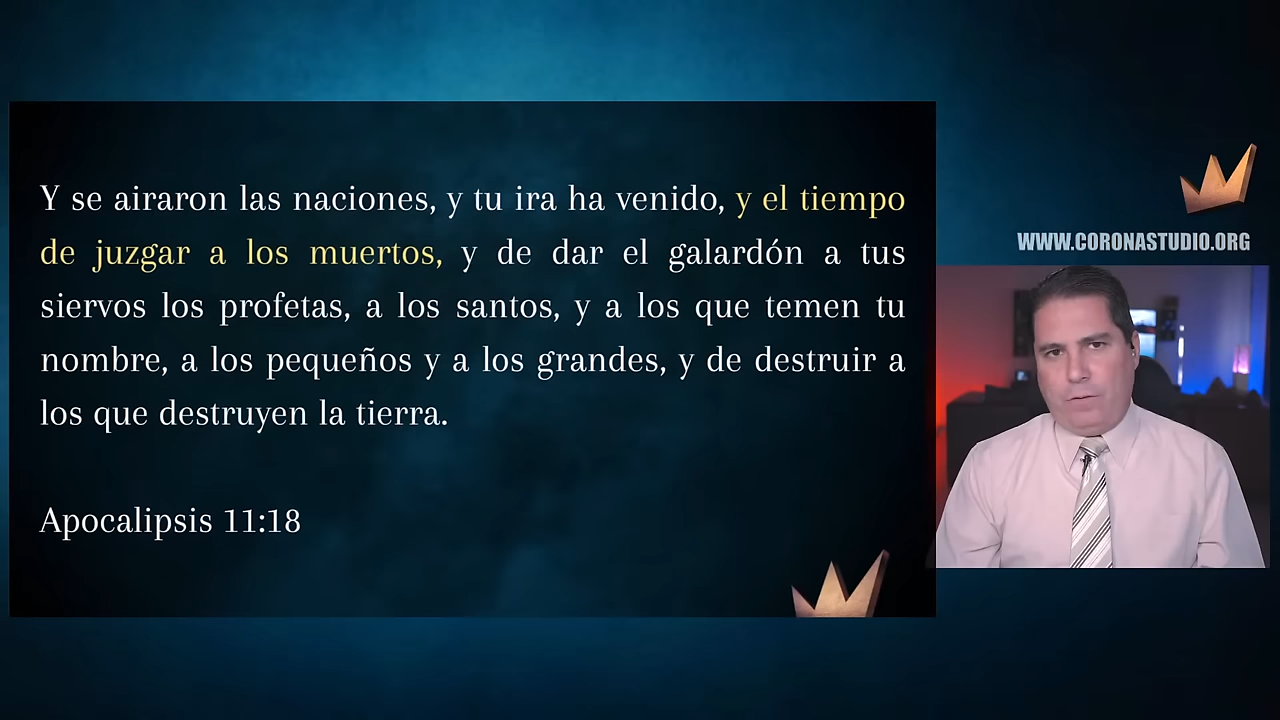 Y se airaron las naciones, y tu ira ha venido, y el tiempo
de juzgar a los muertos, y de dar el galardón a tus
siervos los profetas, a los santos, y a los que temen tu
nombre, a los pequeños y a los grandes, y de destruir a
los que destruyen la tierra.
Apocalipsis 11:18
WWW.CORONASTUDIO.ORG